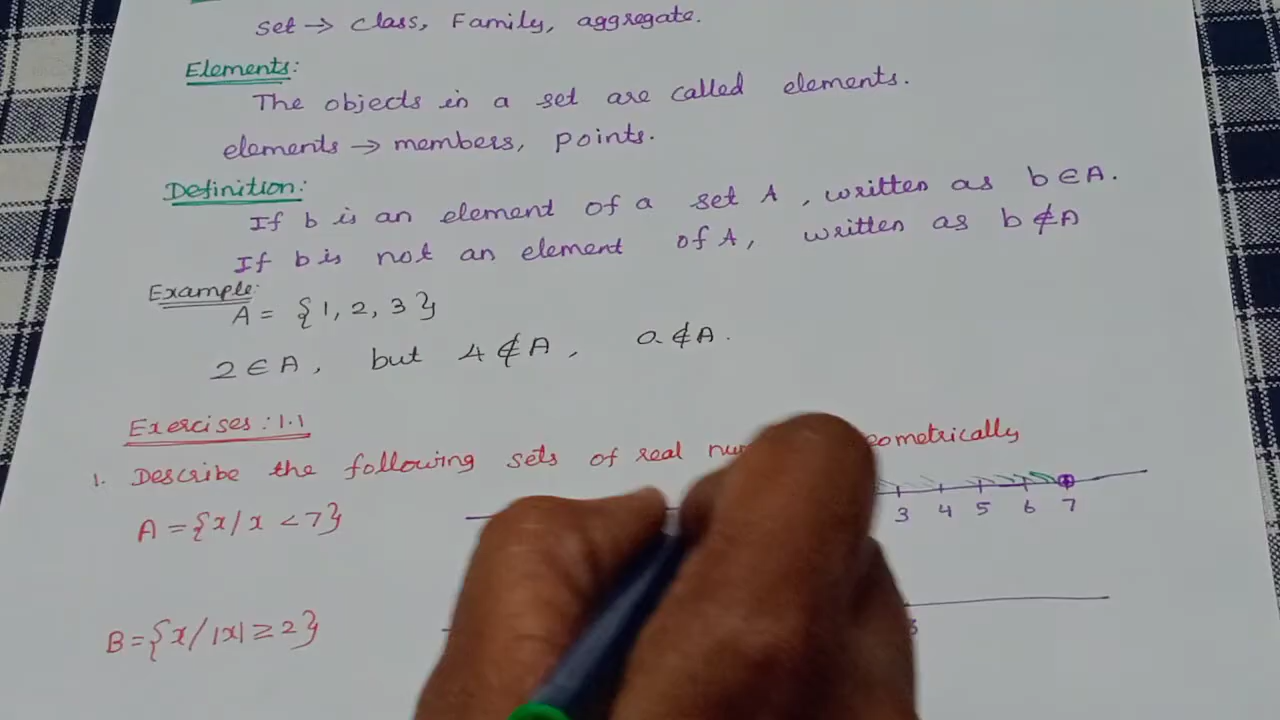 Set → Class, Family, aggregate.
Elements:
The objects in a set are called elements.
elements → members, points.
Definition:
If b is an element of a set A, written as b ∈ A.
If b is not an element of A, written as b ∉ A
Example:
A = {1, 2, 3}
2 ∈ A, but 4 ∉ A, 0 ∉ A.
Exercises: 1.1
1. Describe the following sets of real
A = {x/x < 7}
3 4 5 6 7
B = {x/|x| ≥ 2}